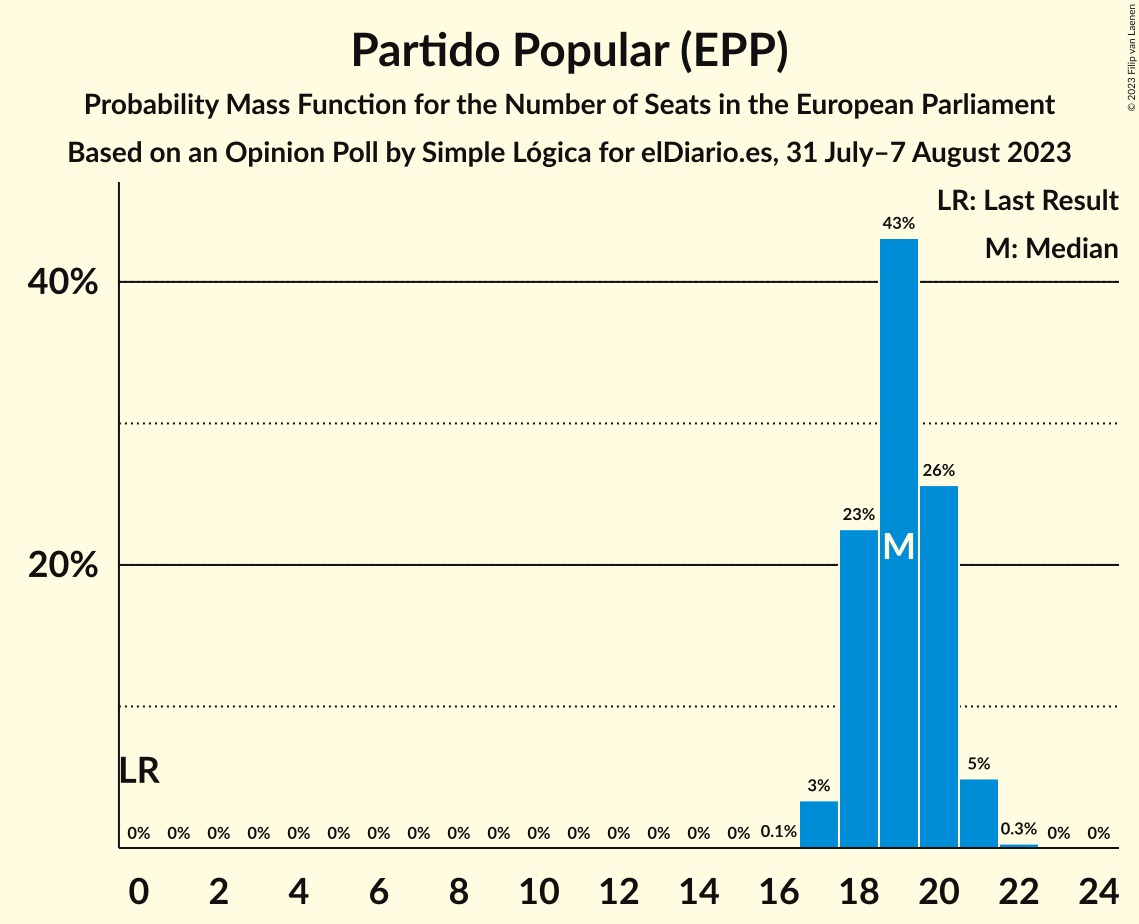 Partido Popular (EPP)
Probability Mass Function for the Number of Seats in the European Parliament
Based on an Opinion Poll by Simple Lógica for elDiario.es, 31 July–7 August 2023
© 2023 Filip van Laenen
LR: Last Result
M: Median
43%
40%
26%
23%
M
20%
5%
LR
3%
0% 0% 0% 0% 0% 0% 0% 0% 0% 0% 0% 0% 0% 0% 0% 0% 0.1% 0.3% 0% 0%
0 2 4 6 8 10 12 14 16 18 20 22 24